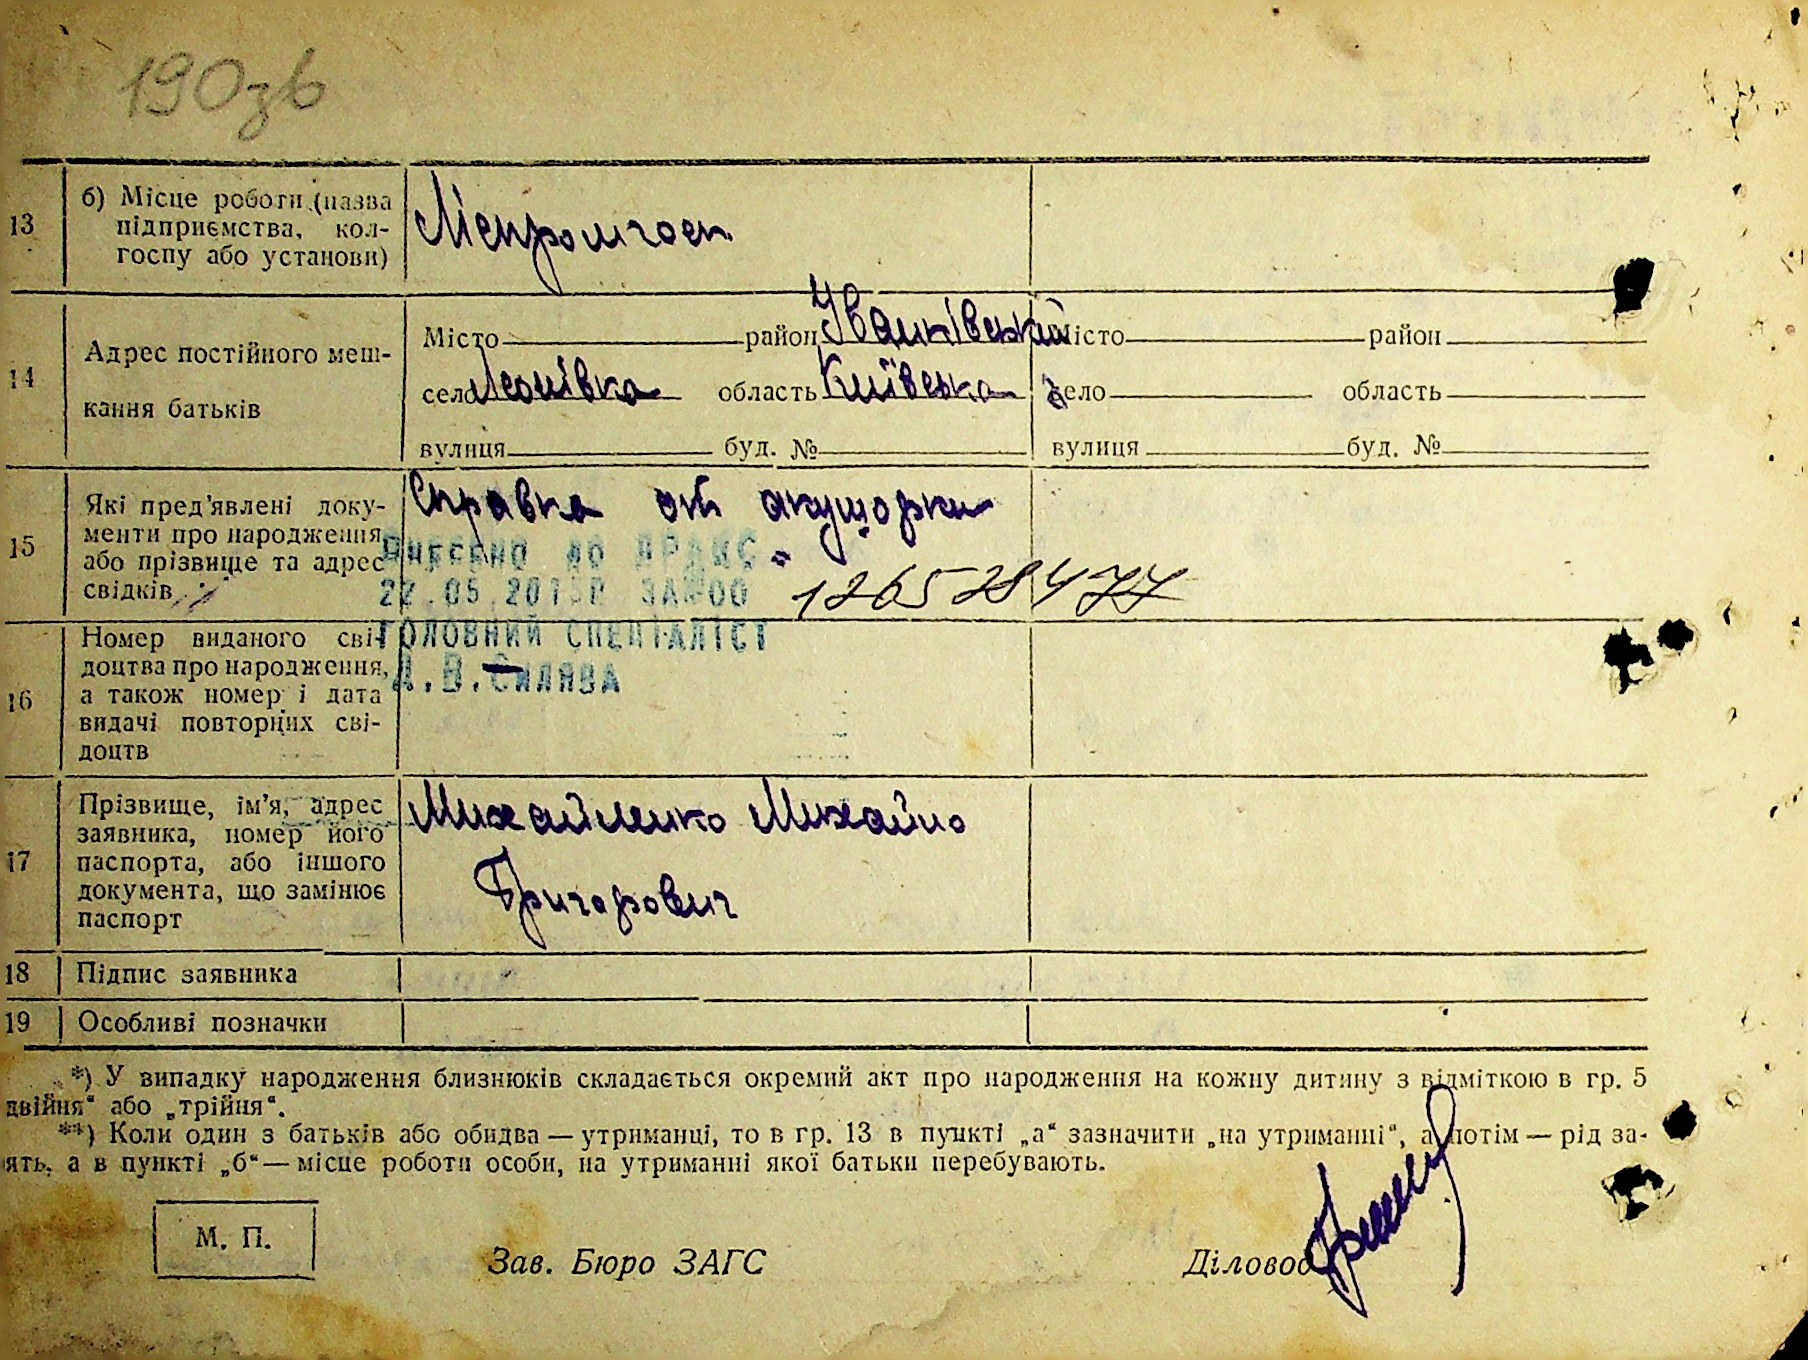 190зв
13 б) Місце роботи (назва підприємства, колгоспу або установи) Ліспромгосп
14 Адрес постійного мешкання батьків
Місто район Іванківський Місто район
село Леонівка область Київська село область
вулиця буд. № вулиця буд. №
15 Які пред'явлені документи про народження або прізвище та адрес свідків
Справка от акушорки
ВНЕСЕНО ДО ДРАЦС
22.05.201
ГОЛОВНИЙ СПЕЦІАЛІСТ
16 Номер виданого свідоцтва про народження, а також номер і дата видачі повторних свідоцтв
17 Прізвище, ім'я, адрес заявника, номер його паспорта, або іншого документа, що замінює паспорт
Михайленко Михайло
Григорович
18 Підпис заявника
19 Особливі позначки
*) У випадку народження близнюків складається окремий акт про народження на кожну дитину з відміткою в гр. 5
двійня“ або „трійня“.
**) Коли один з батьків або обидва — утриманці, то в гр. 13 в пункті „а“ зазначити „на утриманні“, а потім — рід за-
ять, а в пункті „б“ — місце роботи особи, на утриманні якої батьки перебувають.
М. П.
Зав. Бюро ЗАГС Діловод